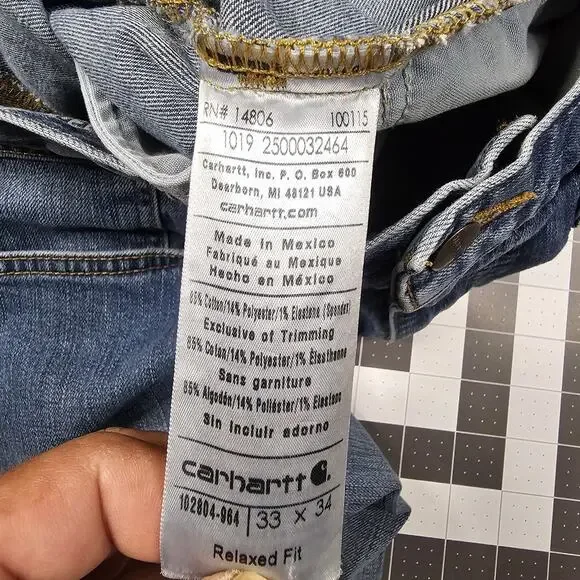 RN# 14806 100115
1019 2500032464
Carhartt, Inc. P. O. Box 600
Dearborn, MI 48121 USA
carhartt.com
Made in Mexico
Fabriqué au Mexique
Hecho en México
85% Cotton/14% Polyester/1% Elastane (Spandex)
Exclusive of Trimming
85% Coton/14% Polyester/1% Élasthanne
Sans garniture
85% Algodón/14% Poliéster/1% Elastano
Sin incluir adorno
carhartt
102804-964 33 x 34
Relaxed Fit